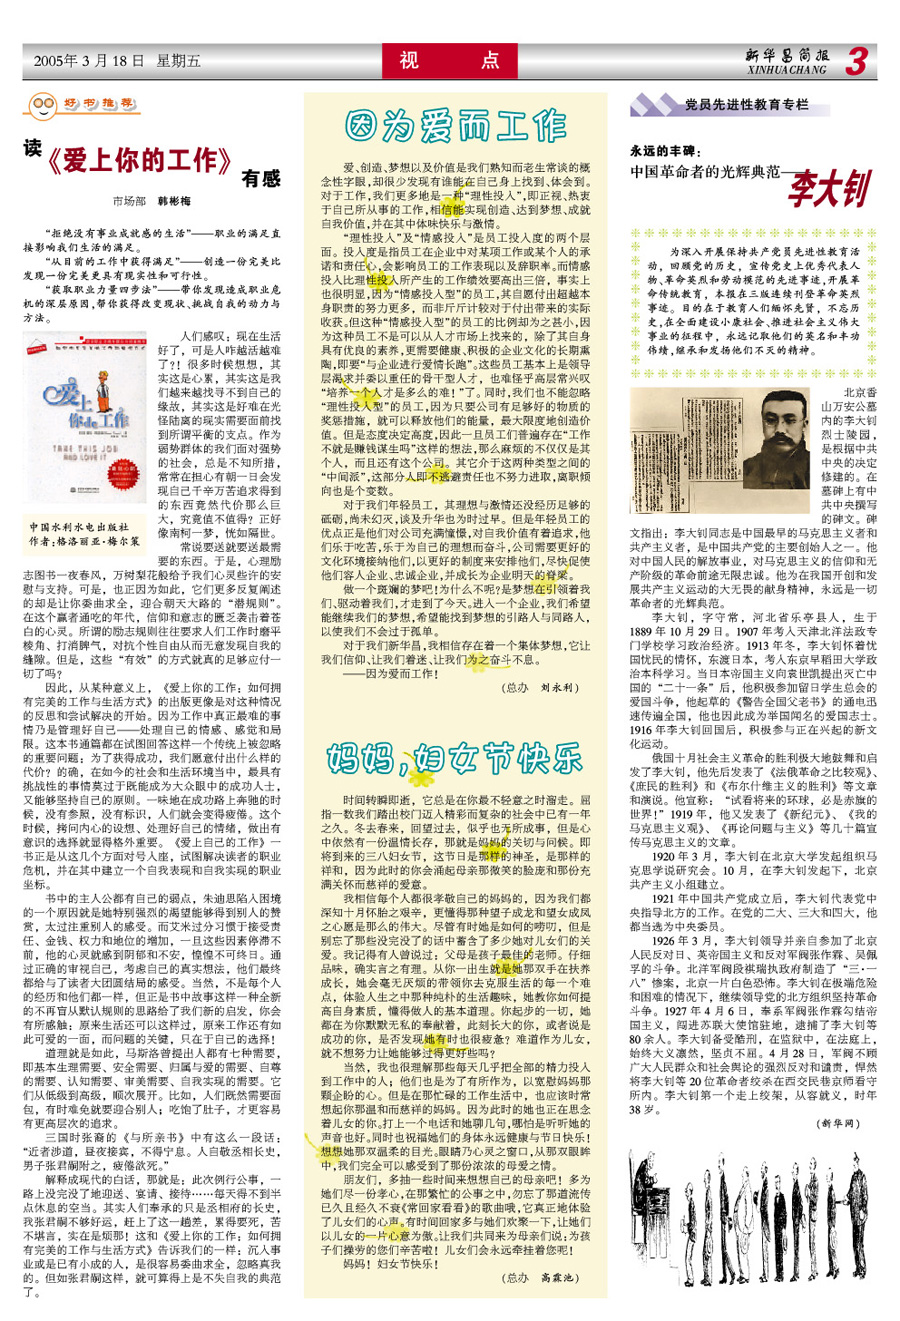 2005年 3 月 18 日  星期五
视 点
新华昌简报
XINHUACHANG
3
好书推荐
读
《爱上你的工作》
有感
市场部  韩彬梅
“拒绝没有事业成就感的生活”——职业的满足直
接影响我们生活的满足。
“从目前的工作中获得满足”——创造一份完美比
发现一份完美更具有现实性和可行性。
“获取职业力量四步法”——带你发现造成职业危
机的深层原因,帮你获得改变现状、挑战自我的动力与
方法。
爱上
你de工作
TAKE THIS JOB
AND LOVE IT
中国水利水电出版社
作者:格洛丽亚·梅尔策
人们感叹：现在生活
好了，可是人咋越活越难
了?！很多时候想想，其
实这是心累，其实这是我
们越来越找寻不到自己的
缘故，其实这是好难在光
怪陆离的现实需要面前找
到所谓平衡的支点。作为
弱势群体的我们面对强势
的社会，总是不知所措，
常常在担心有朝一日会发
现自己千辛万苦追求得到
的东西竟然代价那么巨
大，究竟值不值得？正好
像南柯一梦，恍如隔世。
常说要送就要送最需
要的东西。于是，心理励
志图书一夜春风，万树梨花般给予我们心灵些许的安
慰与支持。可是，也正因为如此，它们更多反复阐述
的却是让你委曲求全，迎合朝天大路的“潜规则”。
在这个赢者通吃的年代，信仰和意志的匮乏袭击着苍
白的心灵。所谓的励志规则往往要求人们工作时磨平
棱角、打消脾气，对抗个性自由从而无意发现自我的
缝隙。但是，这些“有效”的方式就真的足够应付一
切了吗?
因此，从某种意义上，《爱上你的工作：如何拥
有完美的工作与生活方式》的出版更像是对这种情况
的反思和尝试解决的开始。因为工作中真正最难的事
情乃是管理好自己——处理自己的情绪、感觉和局
限。这本书通篇都在试图回答这样一个传统上被忽略
的重要问题：为了获得成功，我们愿意付出什么样的
代价？的确，在如今的社会和生活环境当中，最具有
挑战性的事情莫过于既能成为大众眼中的成功人士，
又能够坚持自己的原则。一味地在成功路上奔驰的时
候，没有参照，没有标识，人们就会变得疲倦。这个
时候，拷问内心的设想、处理好自己的情绪，做出有
意识的选择就显得格外重要。《爱上自己的工作》一
书正是从这几个方面对号入座，试图解决读者的职业
危机，并在其中建立一个自我表现和自我实现的职业
坐标。
书中的主人公都有自己的弱点，朱迪思陷入困境
的一个原因就是她特别强烈的渴望能够得到别人的赞
赏，太过注重别人的感受。而艾米过分习惯于接受责
任、金钱、权力和地位的增加，一旦这些因素停滞不
前，他的心灵就感到阴郁和不安，惶惶不可终日。通
过正确的审视自己，考虑自己的真实想法，他们最终
都给与了读者大团圆结局的感受。当然，不是每个人
的经历和他们都一样，但正是书中故事这样一种全新
的不再盲从默认规则的思路给了我们新的启发，你会
有所感触：原来生活还可以这样过，原来工作还有如
此可爱的一面，而问题的关键，只在于自己的选择！
道理就是如此，马斯洛曾提出人都有七种需要，
即基本生理需要、安全需要、归属与爱的需要、自尊
的需要、认知需要、审美需要、自我实现的需要。它
们从低级到高级，顺次展开。比如，人们既然需要面
包，有时难免就要迎合别人；吃饱了肚子，才更容易
有更高层次的追求。
三国时张裔的《与所亲书》中有这么一段话：
“近者涉道，昼夜接宾，不得宁息。人自敬丞相长史，
男子张君嗣附之，疲倦欲死。”
解释成现代的白话，那就是：此次例行公事，一
路上没完没了地迎送、宴请、接待……每天得不到半
点休息的空当。其实人们奉承的只是丞相府的长史，
我张君嗣不够好运，赶上了这一趟差，累得要死，苦
不堪言，实在是烦那！这和《爱上你的工作：如何拥
有完美的工作与生活方式》告诉我们的一样：沉入事
业或是已有小成的人，是很容易委曲求全，忽略真我
的。但如张君嗣这样，就可算得上是不失自我的典范
了。
因为爱而工作
爱、创造、梦想以及价值是我们熟知而老生常谈的概
念性字眼,却很少发现有谁能在自己身上找到、体会到。
对于工作,我们更多地是一种“理性投入”,即正视、热衷
于自己所从事的工作,相信能实现创造、达到梦想、成就
自我价值,并在其中体味快乐与激情。
“理性投入”及“情感投入”是员工投入度的两个层
面。投入度是指员工在企业中对某项工作或某个人的承
诺和责任心,会影响员工的工作表现以及辞职率。而情感
投入比理性投入所产生的工作绩效要高出三倍，事实上
也很明显,因为“情感投入型”的员工,其自愿付出超越本
身职责的努力更多，而非斤斤计较对于付出带来的实际
收获。但这种“情感投入型”的员工的比例却为之甚小,因
为这种员工不是可以从人才市场上找来的，除了其自身
具有优良的素养,更需要健康、积极的企业文化的长期熏
陶,即要“与企业进行爱情长跑”。这些员工基本上是领导
层渴求并委以重任的骨干型人才，也难怪乎高层常兴叹
“培养一个人才是多么的难！”了。同时,我们也不能忽略
“理性投入型”的员工,因为只要公司有足够好的物质的
奖惩措施，就可以释放他们的能量，最大限度地创造价
值。但是态度决定高度,因此一旦员工们普遍存在“工作
不就是赚钱谋生吗”这样的想法,那么麻烦的不仅仅是其
个人，而且还有这个公司。其它介于这两种类型之间的
“中间派”,这部分人即不逃避责任也不努力进取,离职倾
向也是个变数。
对于我们年轻员工，其理想与激情还没经历足够的
砥砺,尚未幻灭,谈及升华也为时过早。但是年轻员工的
优点正是他们对公司充满憧憬,对自我价值有着追求,他
们乐于吃苦,乐于为自己的理想而奋斗,公司需要更好的
文化环境接纳他们,以更好的制度来安排他们,尽快促使
他们容人企业、忠诚企业,并成长为企业明天的脊梁。
做一个斑斓的梦吧!为什么不呢?是梦想在引领着我
们、驱动着我们,才走到了今天。进入一个企业,我们希望
能继续我们的梦想,希望能找到梦想的引路人与同路人,
以使我们不会过于孤单。
对于我们新华昌,我相信存在着一个集体梦想,它让
我们信仰、让我们着迷、让我们为之奋斗不息。
——因为爱而工作！
(总办  刘永利)
妈妈,妇女节快乐
时间转瞬即逝，它总是在你最不轻意之时溜走。屈
指一数我们踏出校门迈人精彩而复杂的社会中已有一年
之久。冬去春来，回望过去，似乎也无所成事，但是心
中依然有一份温情长存，那就是妈妈的关切与问候。即
将到来的三八妇女节，这节日是那样的神圣，是那样的
祥和，因为此时的你会涌起母亲那微笑的脸庞和那份充
满关怀而慈祥的爱意。
我相信每个人都很孝敬自己的妈妈的，因为我们都
深知十月怀胎之艰辛，更懂得那种望子成龙和望女成凤
之心愿是那么的伟大。尽管有时她是如何的唠叨，但是
别忘了那些没完没了的话中蓄含了多少她对儿女们的关
爱。我记得有人曾说过：父母是孩子最佳的老师。仔细
品味，确实言之有理。从你一出生就是她那双手在扶养
成长，她会毫无厌烦的带领你去克服生活的每一个难
点，体验人生之中那种纯朴的生活趣味，她教你如何提
高自身素质，懂得做人的基本道理。你起步的一切，她
都在为你默默无私的奉献着，此刻长大的你，或者说是
成功的你，是否发现她有时也很疲惫？难道作为儿女，
就不想努力让她能够过得更好些吗?
当然，我也很理解那些每天几乎把全部的精力投入
到工作中的人；他们也是为了有所作为，以宽慰妈妈那
颗企盼的心。但是在那忙碌的工作生活中，也应该时常
想起你那温和而慈祥的妈妈。因为此时的她也正在思念
着儿女的你。打上一个电话和她聊几句,哪怕是听听她的
声音也好。同时也祝福她们的身体永远健康与节日快乐!
想想她那双温柔的目光。眼睛乃心灵之窗口,从那双眼眸
中,我们完全可以感受到了那份浓浓的母爱之情。
朋友们，多抽一些时间来想想自己的母亲吧！多为
她们尽一份孝心,在那繁忙的公事之中,勿忘了那道流传
已久且经久不衰《常回家看看》的歌曲哦,它真正地体验
了儿女们的心声。有时间回家多与她们欢聚一下,让她们
以儿女的一片心意为傲。让我们共同来为母亲们说：为孩
子们操劳的您们辛苦啦！儿女们会永远牵挂着您呢！
妈妈！妇女节快乐！
(总办  高霖池)
党员先进性教育专栏
永远的丰碑：
中国革命者的光辉典范——
李大钊
为深入开展保持共产党员先进性教育活
动，回顾党的历史，宣传党史上优秀代表人
物、革命英烈和劳动模范的先进事迹，开展革
命传统教育，本报在三版连续刊登革命英烈
事迹。目的在于教育人们缅怀先贤，不忘历
史,在全面建设小康社会、推进社会主义伟大
事业的征程中，永远记取他们的英名和丰功
伟绩,继承和发扬他们不灭的精神。
北京香
山万安公墓
内的李大钊
烈士陵园，
是根据中共
中央的决定
修建的。在
墓碑上有中
共中央撰写
的碑文。碑
文指出：李大钊同志是中国最早的马克思主义者和
共产主义者，是中国共产党的主要创始人之一。他
对中国人民的解放事业，对马克思主义的信仰和无
产阶级的革命前途无限忠诚。他为在我国开创和发
展共产主义运动的大无畏的献身精神，永远是一切
革命者的光辉典范。
李大钊，字守常，河北省乐亭县人，生于
1889 年 10 月 29 日。1907 年考入天津北洋法政专
门学校学习政治经济。1913 年冬，李大钊怀着忧
国忧民的情怀，东渡日本，考入东京早稻田大学政
治本科学习。当日本帝国主义向袁世凯提出灭亡中
国的“二十一条”后，他积极参加留日学生总会的
爱国斗争，他起草的《警告全国父老书》的通电迅
速传遍全国，他也因此成为举国闻名的爱国志士。
1916 年李大钊回国后，积极参与正在兴起的新文
化运动。
俄国十月社会主义革命的胜利极大地鼓舞和启
发了李大钊，他先后发表了《法俄革命之比较观》、
《庶民的胜利》和《布尔什维主义的胜利》等文章
和演说。他宣称：“试看将来的环球，必是赤旗的
世界！”1919 年，他又发表了《新纪元》、《我的
马克思主义观》、《再论问题与主义》等几十篇宣
传马克思主义的文章。
1920 年 3 月，李大钊在北京大学发起组织马
克思学说研究会。10 月，在李大钊发起下，北京
共产主义小组建立。
1921 年中国共产党成立后，李大钊代表党中
央指导北方的工作。在党的二大、三大和四大，他
都当选为中央委员。
1926 年 3 月，李大钊领导并亲自参加了北京
人民反对日、英帝国主义和反对军阀张作霖、吴佩
孚的斗争。北洋军阀段祺瑞执政府制造了“三·一
八”惨案，北京一片白色恐怖。李大钊在极端危险
和困难的情况下，继续领导党的北方组织坚持革命
斗争。1927 年 4 月 6 日，奉系军阀张作霖勾结帝
国主义，闯进苏联大使馆驻地，逮捕了李大钊等
80 余人。李大钊备受酷刑，在监狱中，在法庭上，
始终大义凛然，坚贞不屈。4 月 28 日，军阀不顾
广大人民群众和社会舆论的强烈反对和谴责，悍然
将李大钊等 20 位革命者绞杀在西交民巷京师看守
所内。李大钊第一个走上绞架，从容就义，时年
38 岁。
(新华网)